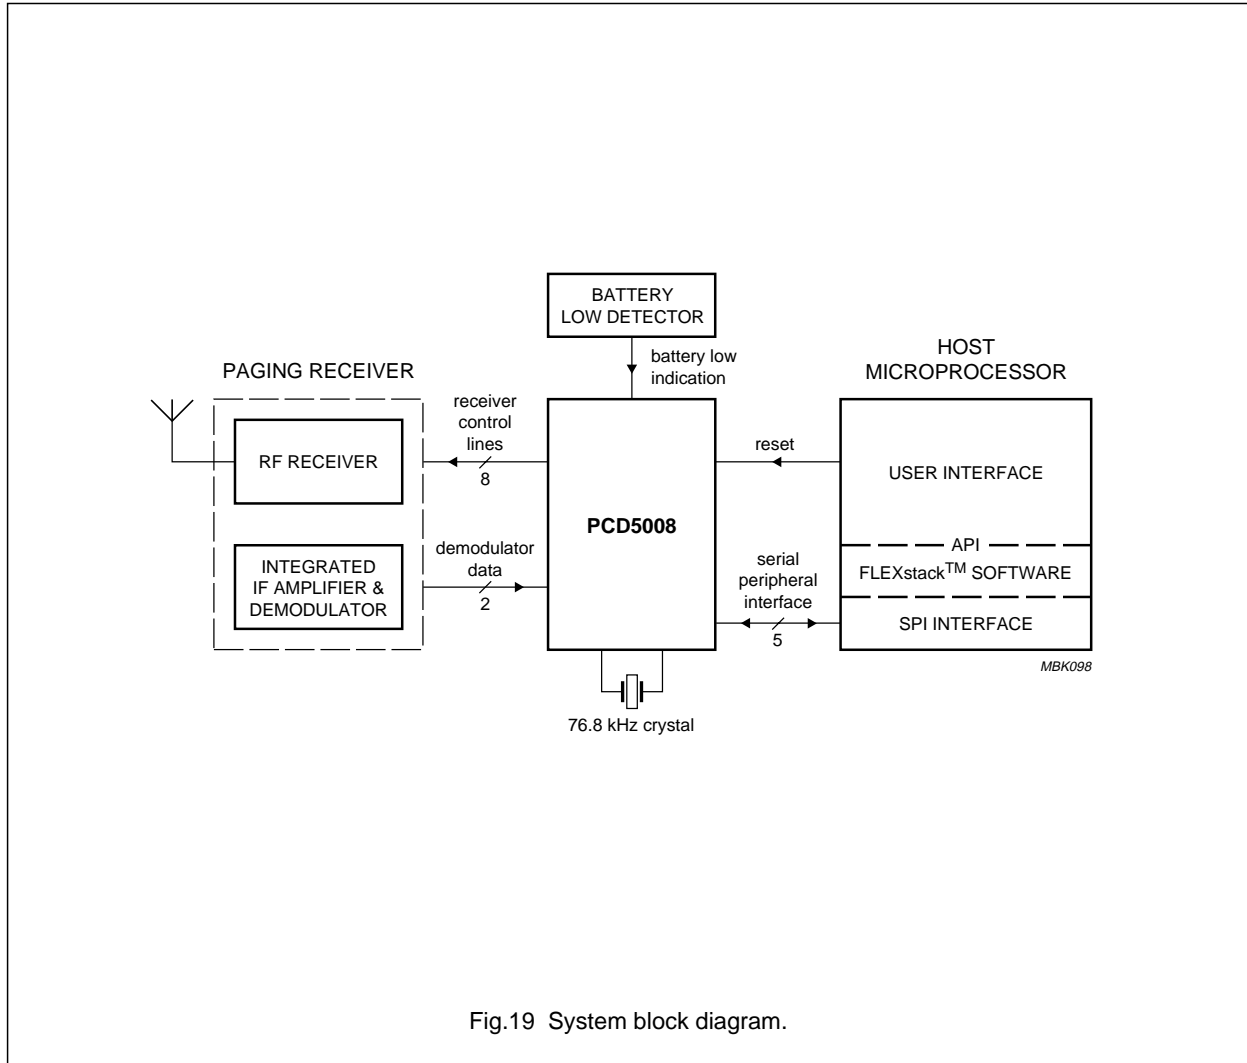 BATTERY
LOW DETECTOR
battery low
indication
HOST
MICROPROCESSOR
PAGING RECEIVER
receiver
control
lines
8
RF RECEIVER
reset
USER INTERFACE
PCD5008
API
FLEXstack™ SOFTWARE
SPI INTERFACE
INTEGRATED
IF AMPLIFIER &
DEMODULATOR
demodulator
data
2
serial
peripheral
interface
5
MBK098
76.8 kHz crystal
Fig.19 System block diagram.